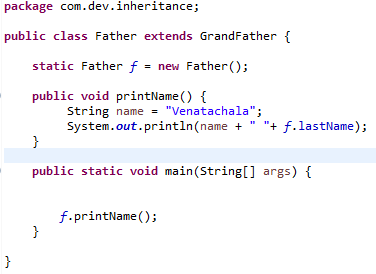 package com.dev.inheritance;
public class Father extends GrandFather {
static Father f = new Father();
public void printName() {
String name = "Venatachala";
System.out.println(name + " "+ f.lastName);
}
public static void main(String[] args) {
f.printName();
}
}